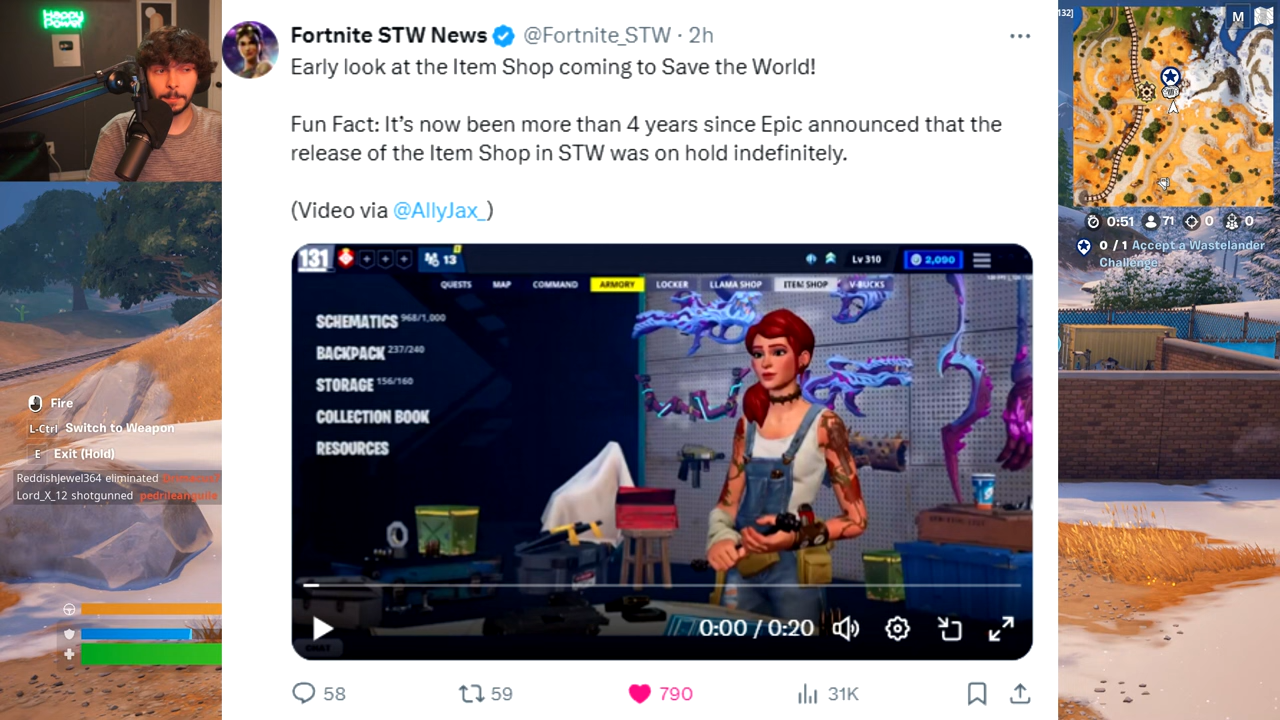 Happy
Power
Fortnite STW News @Fortnite_STW · 2h
Early look at the Item Shop coming to Save the World!
Fun Fact: It’s now been more than 4 years since Epic announced that the
release of the Item Shop in STW was on hold indefinitely.
(Video via @AllyJax_)
131 13 Lv 310 2,090
QUESTS MAP COMMAND ARMORY LOCKER LLAMA SHOP ITEM SHOP V-BUCKS
SCHEMATICS 968/1,000
BACKPACK 237/240
STORAGE 156/160
COLLECTION BOOK
RESOURCES
0:00 / 0:20
CHAT
58 59 790 31K
Fire
L-Ctrl Switch to Weapon
E Exit (Hold)
ReddishJewel364 eliminated
Lord_X_12 shotgunned pedrileanguile
132]
M
0:51 71 0 0
0 / 1 Accept a Wastelander
Challenge